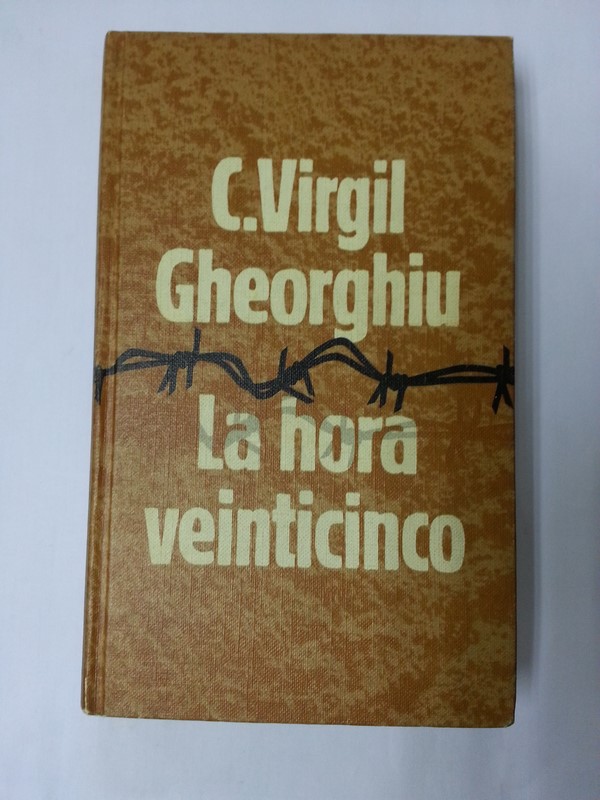 C.Virgil
Gheorghiu
La hora
veinticinco